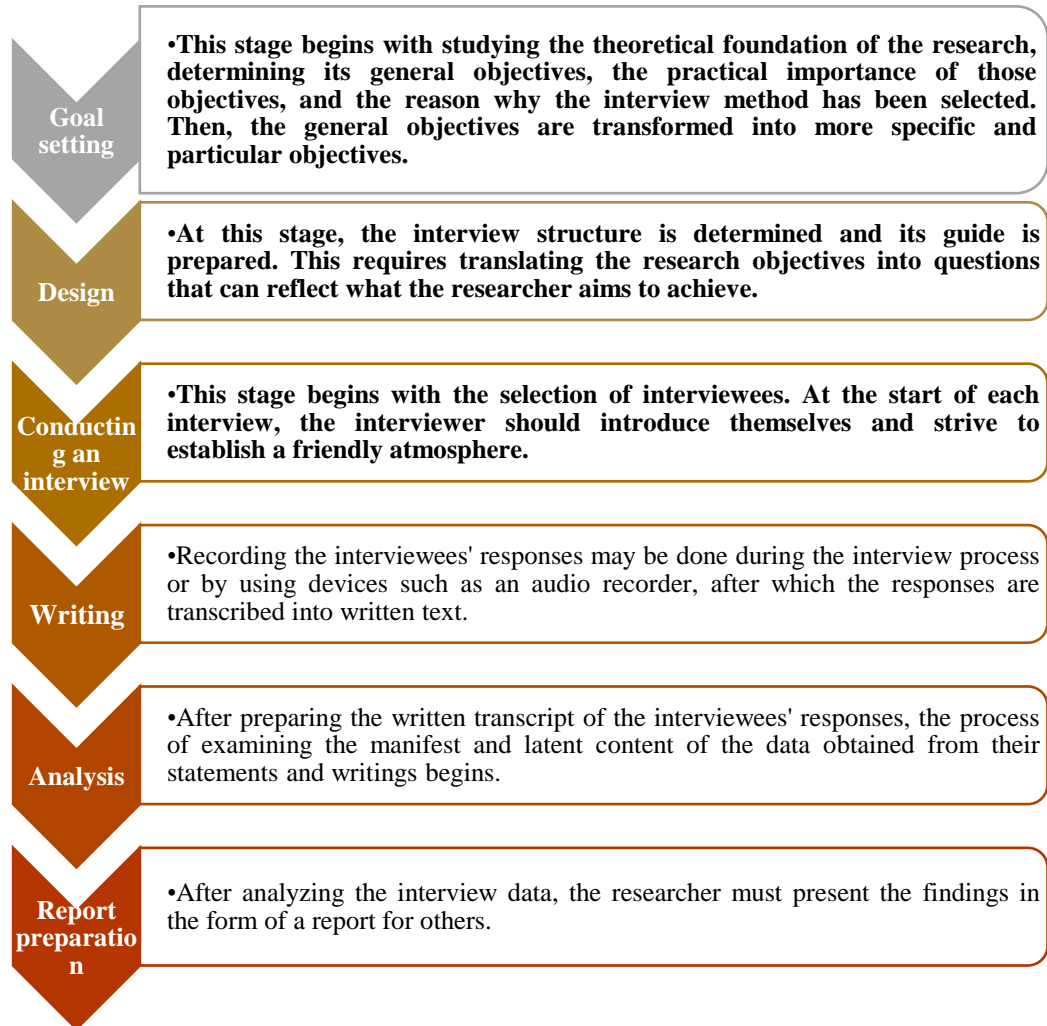 Goal
setting
•This stage begins with studying the theoretical foundation of the research,
determining its general objectives, the practical importance of those
objectives, and the reason why the interview method has been selected.
Then, the general objectives are transformed into more specific and
particular objectives.
Design
•At this stage, the interview structure is determined and its guide is
prepared. This requires translating the research objectives into questions
that can reflect what the researcher aims to achieve.
Conductin
g an
interview
•This stage begins with the selection of interviewees. At the start of each
interview, the interviewer should introduce themselves and strive to
establish a friendly atmosphere.
Writing
•Recording the interviewees' responses may be done during the interview process
or by using devices such as an audio recorder, after which the responses are
transcribed into written text.
Analysis
•After preparing the written transcript of the interviewees' responses, the process
of examining the manifest and latent content of the data obtained from their
statements and writings begins.
Report
preparatio
n
•After analyzing the interview data, the researcher must present the findings in
the form of a report for others.